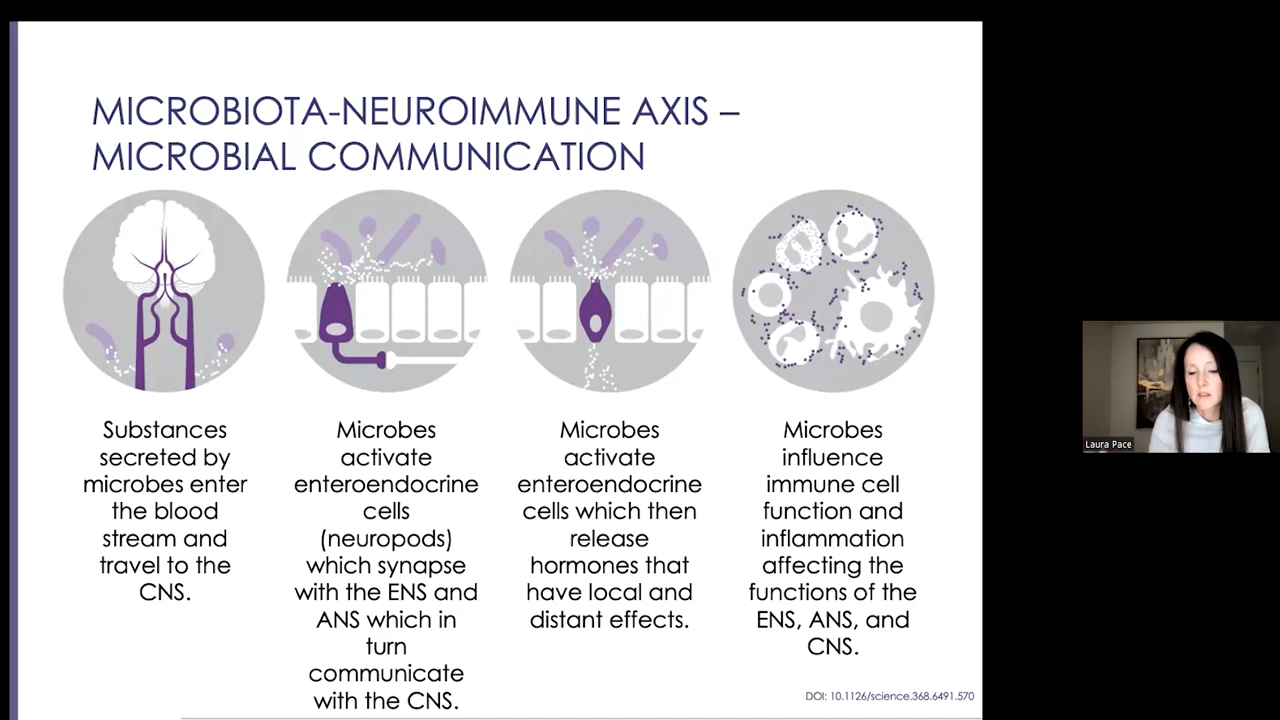 MICROBIOTA-NEUROIMMUNE AXIS –
MICROBIAL COMMUNICATION
Substances
secreted by
microbes enter
the blood
stream and
travel to the
CNS.
Microbes
activate
enteroendocrine
cells
(neuropods)
which synapse
with the ENS and
ANS which in
turn
communicate
with the CNS.
Microbes
activate
enteroendocrine
cells which then
release
hormones that
have local and
distant effects.
Microbes
influence
immune cell
function and
inflammation
affecting the
functions of the
ENS, ANS, and
CNS.
DOI: 10.1126/science.368.6491.570
Laura Pace